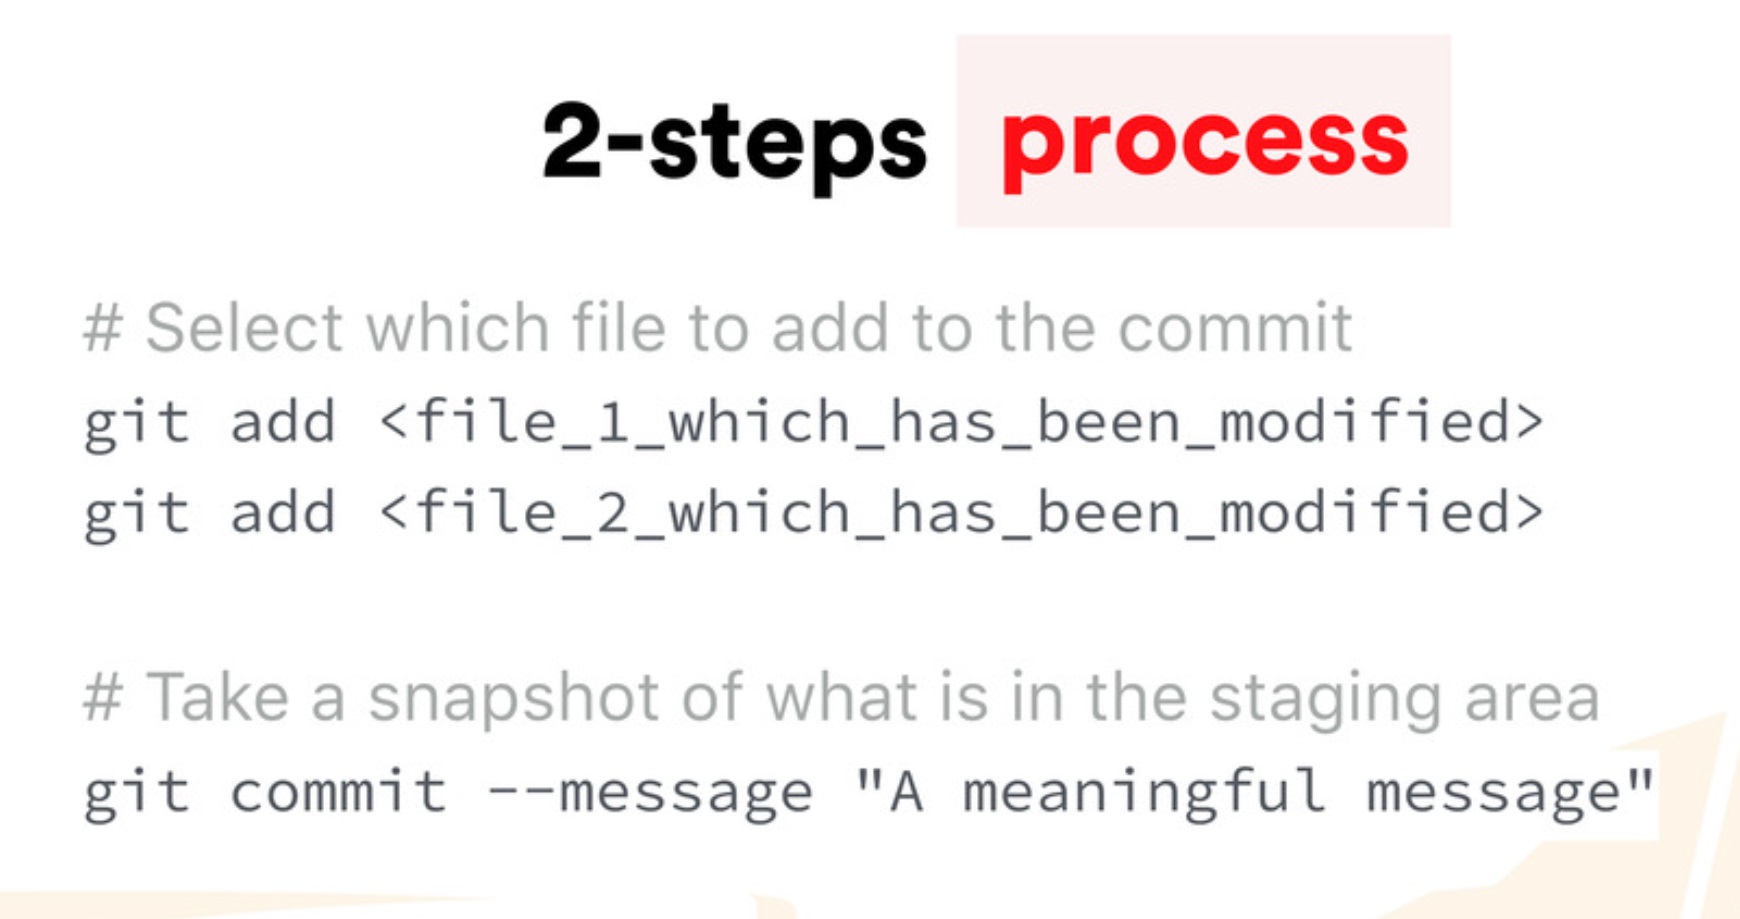 2-steps process
# Select which file to add to the commit
git add <file_1_which_has_been_modified>
git add <file_2_which_has_been_modified>
# Take a snapshot of what is in the staging area
git commit --message "A meaningful message"